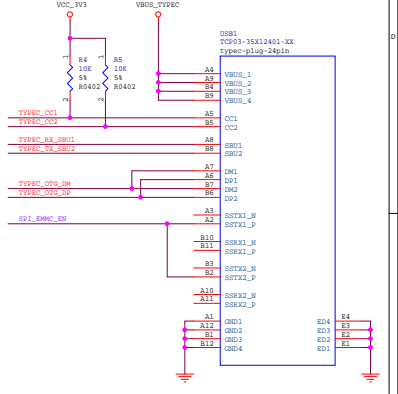 VCC_3V3
VBUS_TYPEC
USB1
TCP03-35X12401-XX
typec-plug-24pin
D
1
1
R4
R5
10K
10K
5%
5%
R0402
R0402
2
2
A4
VBUS_1
A9
VBUS_2
B4
VBUS_3
B9
VBUS_4
TYPEC_CC1
A5
CC1
TYPEC_CC2
B5
CC2
TYPEC_RX_SBU1
A8
SBU1
TYPEC_TX_SBU2
B8
SBU2
A7
DM1
A6
DP1
TYPEC_OTG_DM
B7
DM2
TYPEC_OTG_DP
B6
DP2
SPI_EMMC_EN
A3
SSTX1_N
A2
SSTX1_P
B10
SSRX1_N
B11
SSRX1_P
B3
SSTX2_N
B2
SSTX2_P
A10
SSRX2_N
A11
SSRX2_P
A1
GND1
ED4
E4
A12
GND2
ED3
E3
B1
GND3
ED2
E2
B12
GND4
ED1
E1